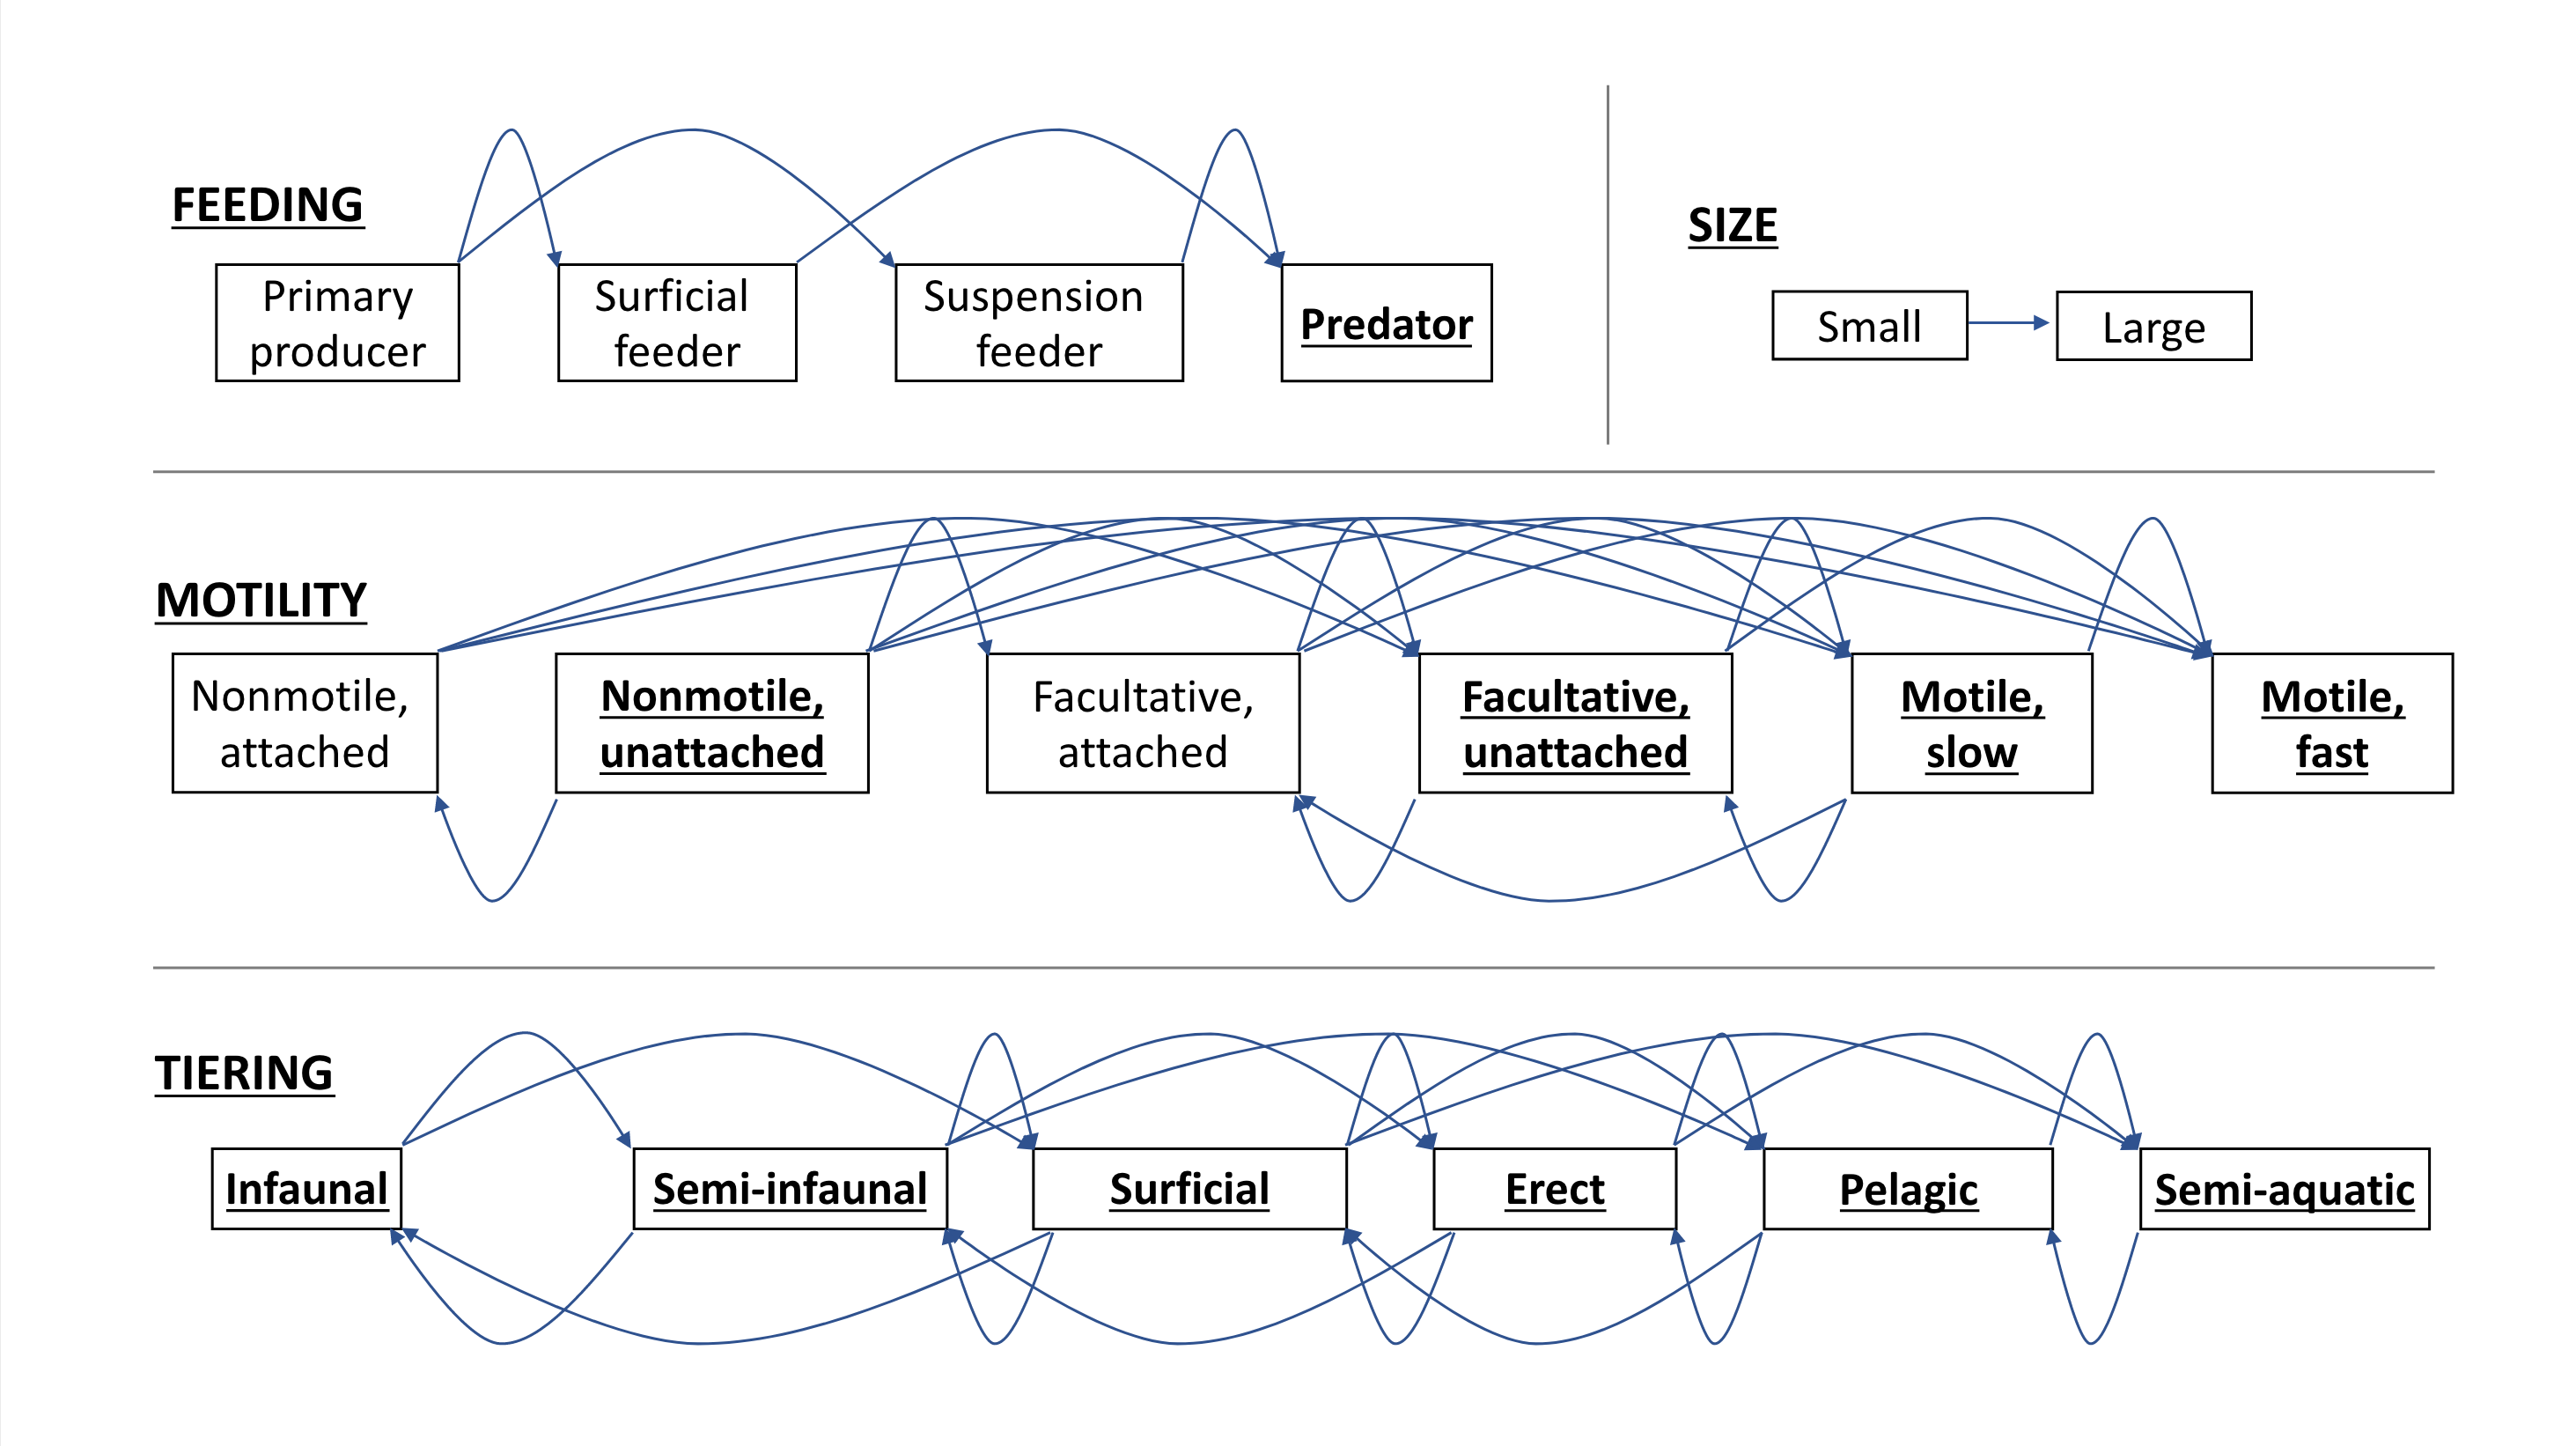 FEEDING
Primary
producer
Surficial
feeder
Suspension
feeder
Predator
SIZE
Small
Large
MOTILITY
Nonmotile,
attached
Nonmotile,
unattached
Facultative,
attached
Facultative,
unattached
Motile,
slow
Motile,
fast
TIERING
Infaunal
Semi-infaunal
Surficial
Erect
Pelagic
Semi-aquatic